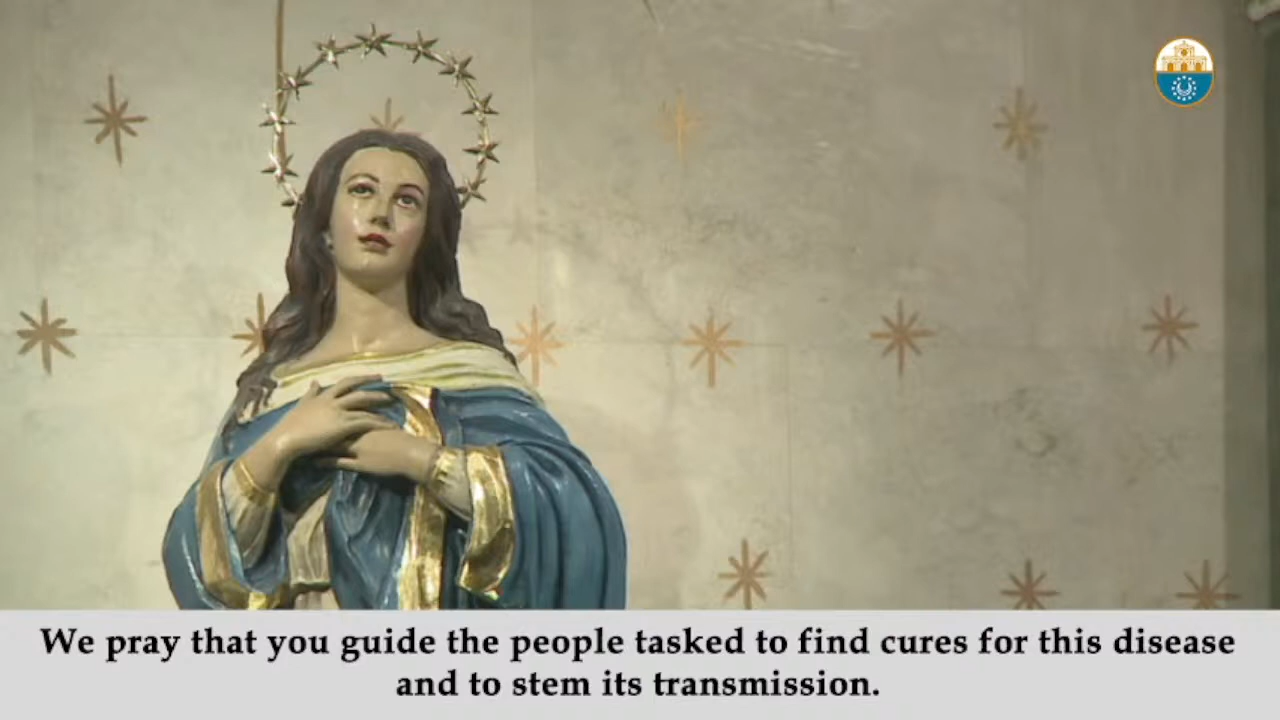 We pray that you guide the people tasked to find cures for this disease
and to stem its transmission.